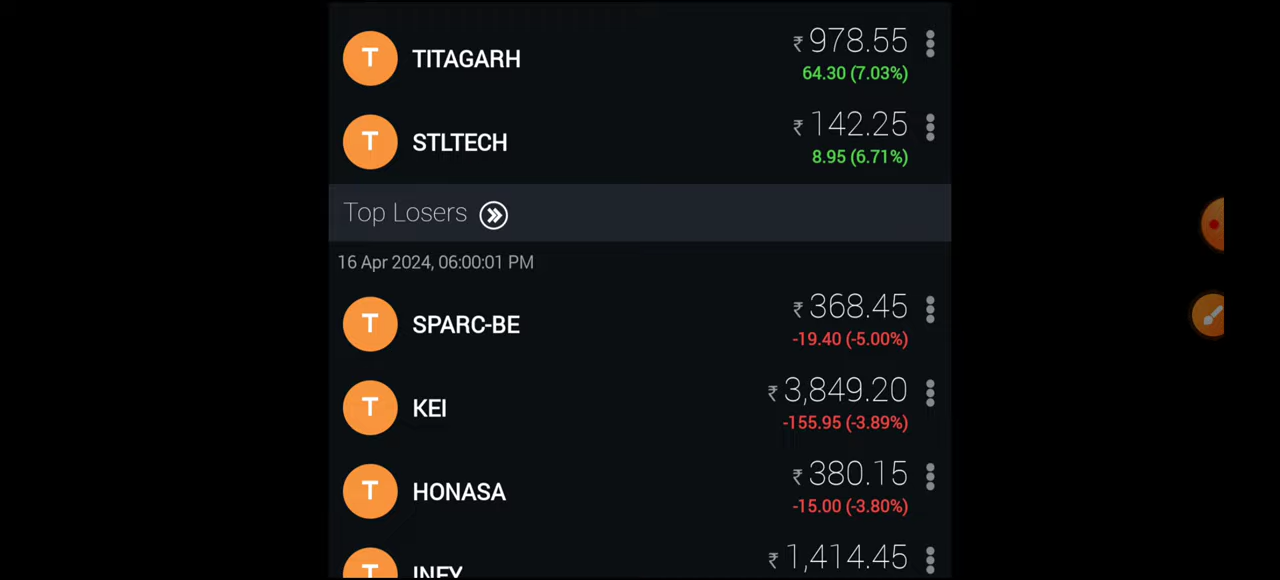 T TITAGARH ₹ 978.55
64.30 (7.03%)
T STLTECH ₹ 142.25
8.95 (6.71%)
Top Losers
16 Apr 2024, 06:00:01 PM
T SPARC-BE ₹ 368.45
-19.40 (-5.00%)
T KEI ₹ 3,849.20
-155.95 (-3.89%)
T HONASA ₹ 380.15
-15.00 (-3.80%)
T INFY ₹ 1,414.45